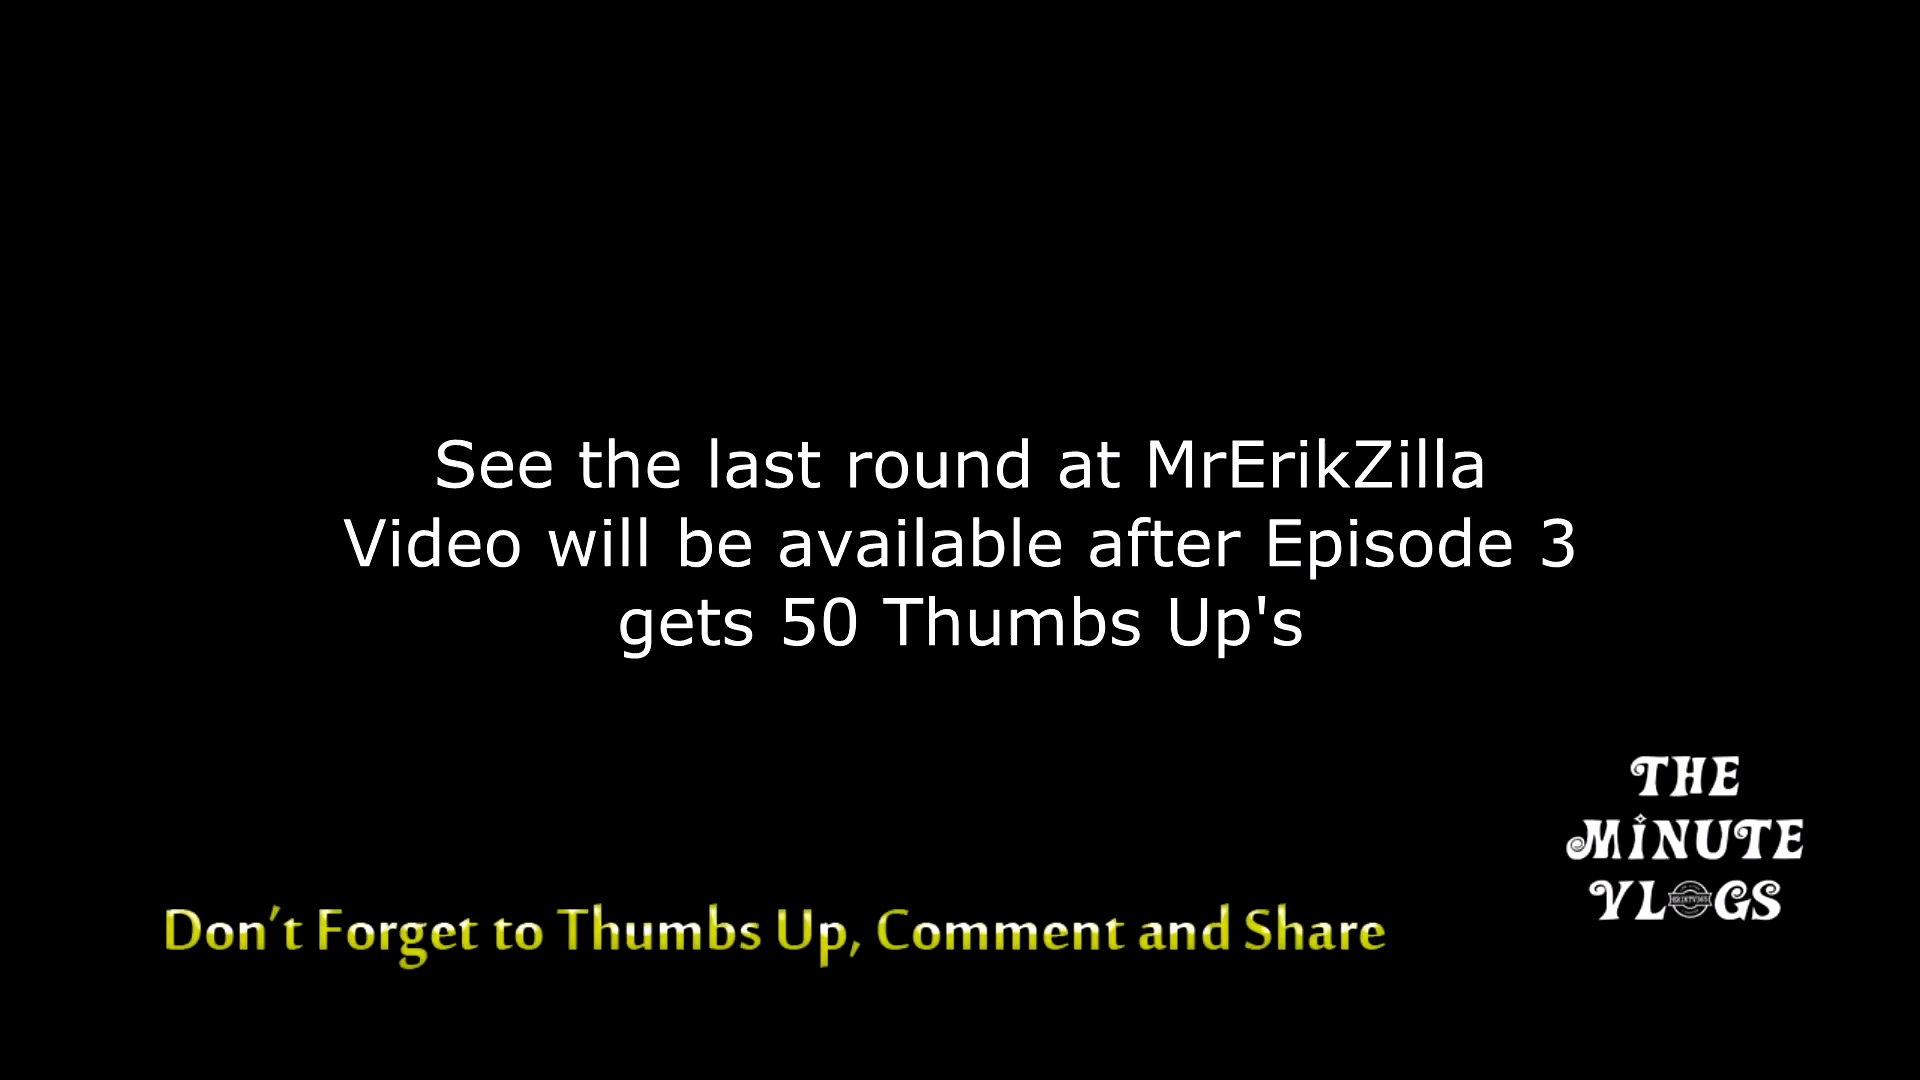 See the last round at MrErikZilla
Video will be available after Episode 3
gets 50 Thumbs Up's
THE
MINUTE
VLOGS
Don't Forget to Thumbs Up, Comment and Share